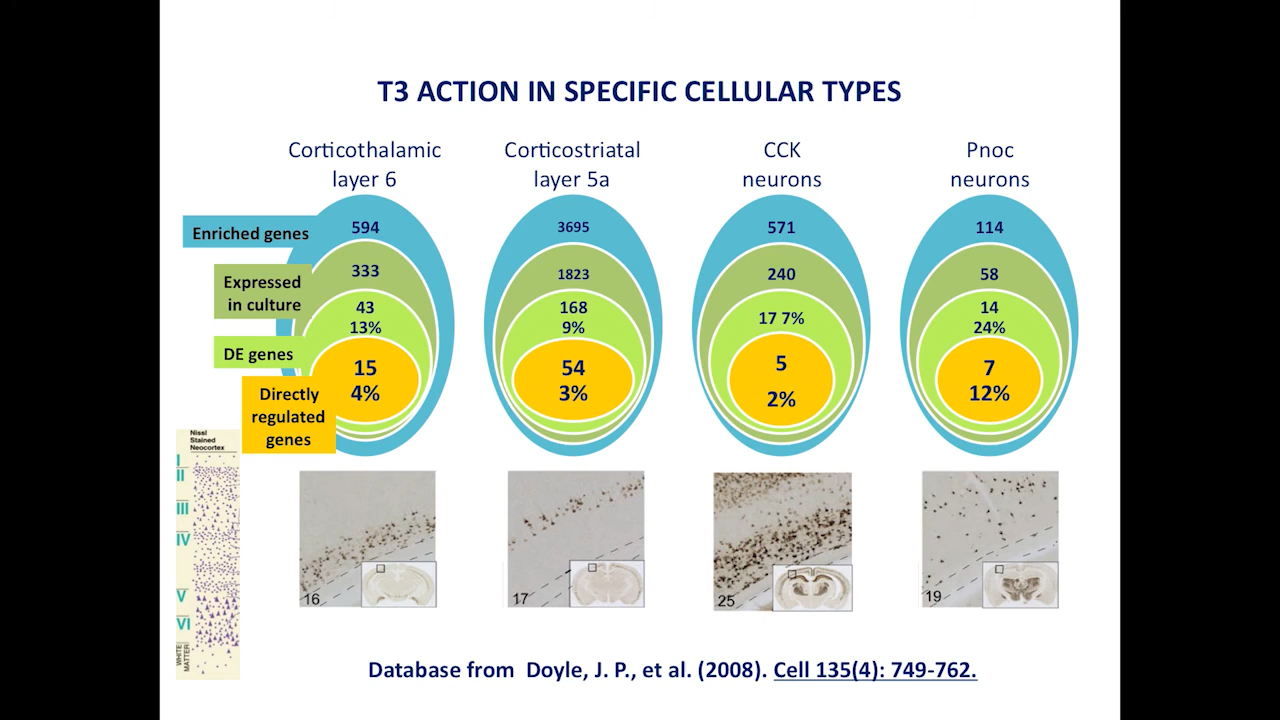 T3 ACTION IN SPECIFIC CELLULAR TYPES
Corticothalamic
layer 6
Corticostriatal
layer 5a
CCK
neurons
Pnoc
neurons
Enriched genes
594
3695
571
114
Expressed
in culture
333
1823
240
58
DE genes
43
13%
168
9%
17 7%
14
24%
Directly
regulated
genes
15
4%
54
3%
5
2%
7
12%
Nissl
Stained
Neocortex
I
II
III
IV
V
VI
WHITE
MATTER
16
17
25
19
Database from Doyle, J. P., et al. (2008). Cell 135(4): 749-762.